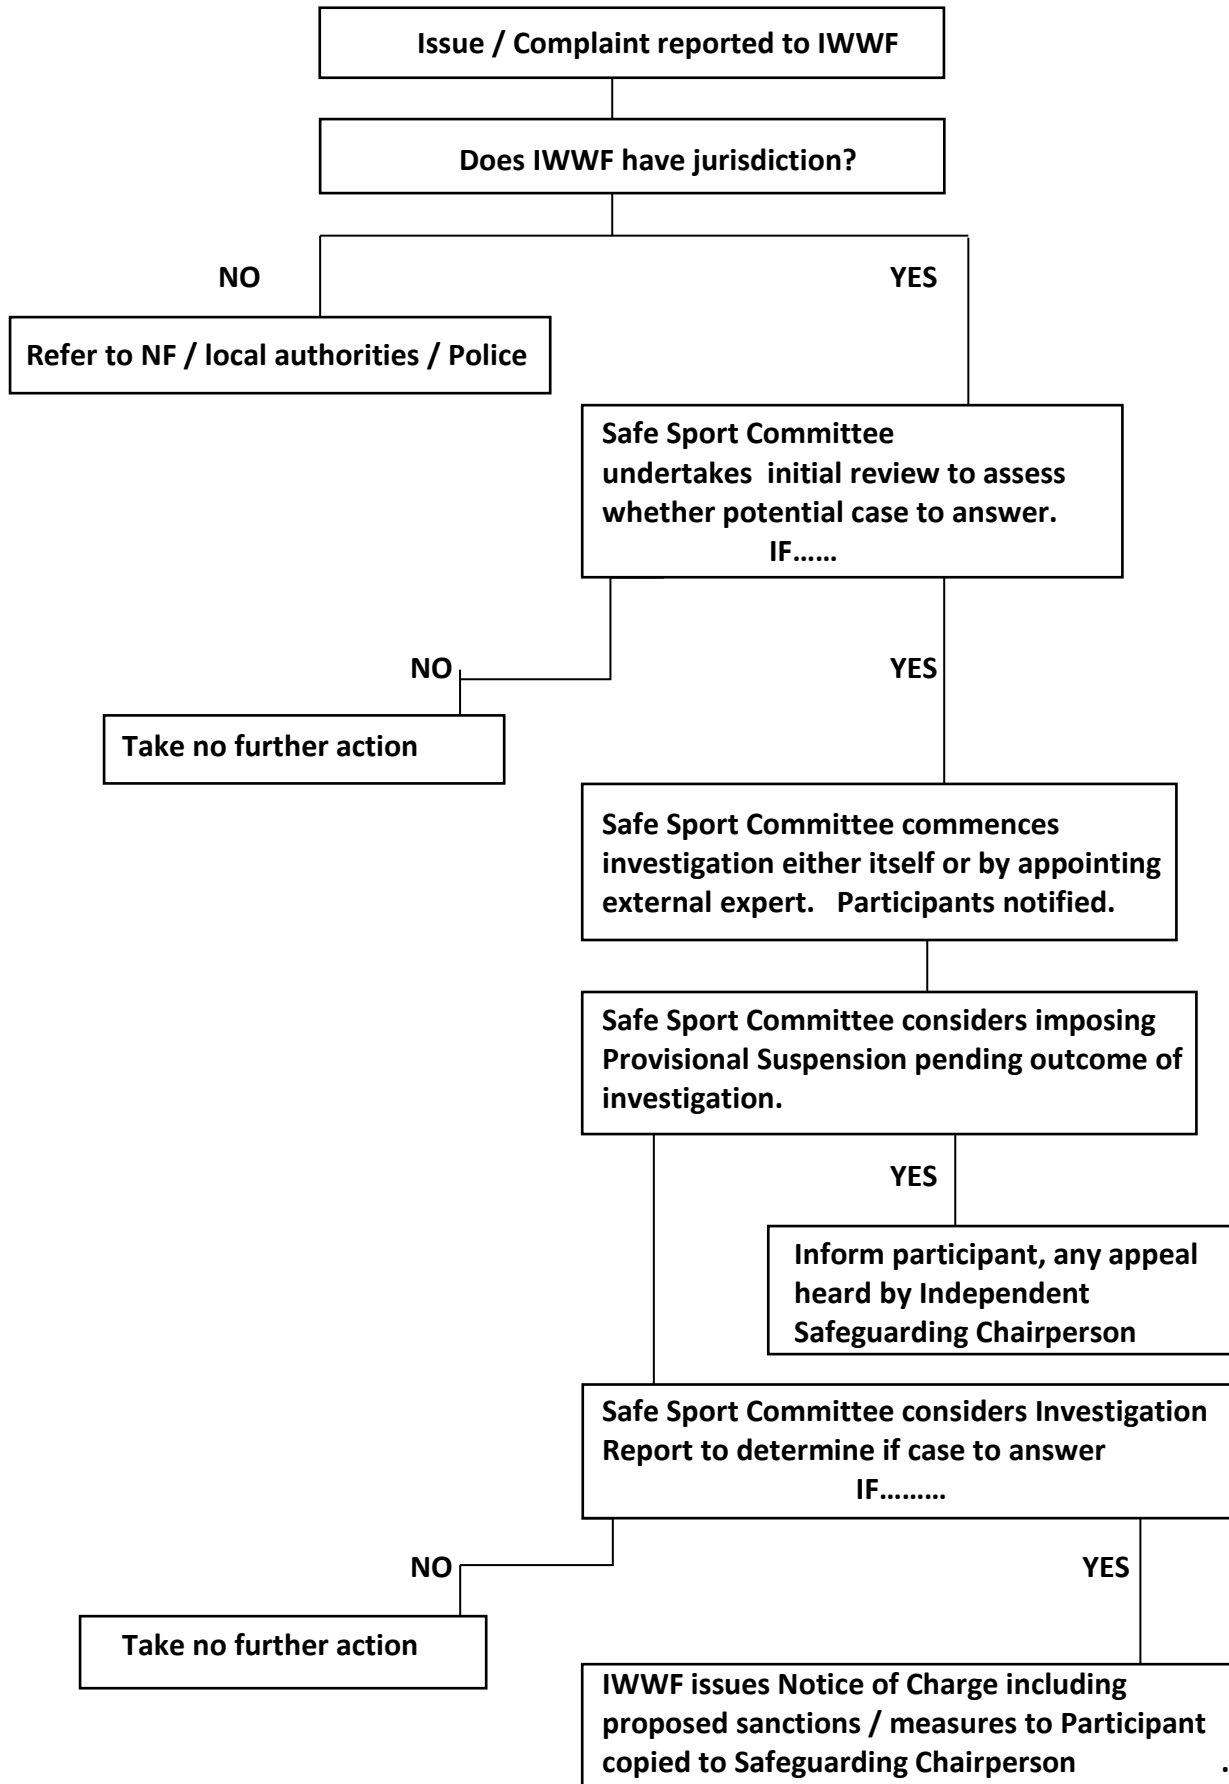 Issue / Complaint reported to IWWF
Does IWWF have jurisdiction?
NO
YES
Refer to NF / local authorities / Police
Safe Sport Committee
undertakes initial review to assess
whether potential case to answer.
IF……
NO
YES
Take no further action
Safe Sport Committee commences
investigation either itself or by appointing
external expert. Participants notified.
Safe Sport Committee considers imposing
Provisional Suspension pending outcome of
investigation.
YES
Inform participant, any appeal
heard by Independent
Safeguarding Chairperson
Safe Sport Committee considers Investigation
Report to determine if case to answer
IF………
NO
YES
Take no further action
IWWF issues Notice of Charge including
proposed sanctions / measures to Participant
copied to Safeguarding Chairperson .